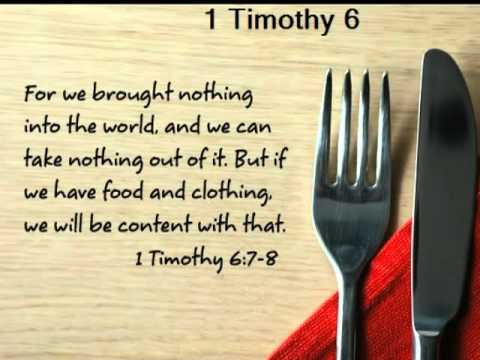 1 Timothy 6
For we brought nothing
into the world, and we can
take nothing out of it. But if
we have food and clothing,
we will be content with that.
1 Timothy 6:7-8